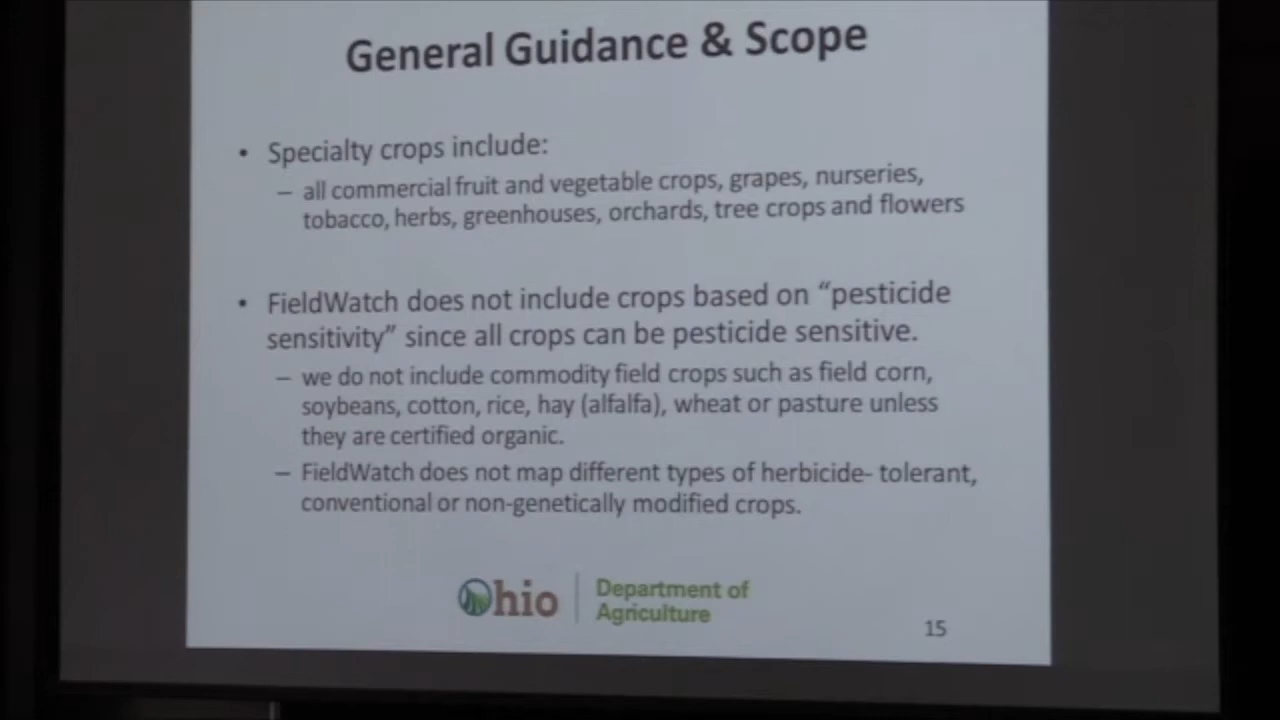 General Guidance & Scope
• Specialty crops include:
– all commercial fruit and vegetable crops, grapes, nurseries,
tobacco, herbs, greenhouses, orchards, tree crops and flowers
• FieldWatch does not include crops based on “pesticide
sensitivity” since all crops can be pesticide sensitive.
– we do not include commodity field crops such as field corn,
soybeans, cotton, rice, hay (alfalfa), wheat or pasture unless
they are certified organic.
– FieldWatch does not map different types of herbicide- tolerant,
conventional or non-genetically modified crops.
Ohio
Department of
Agriculture
15